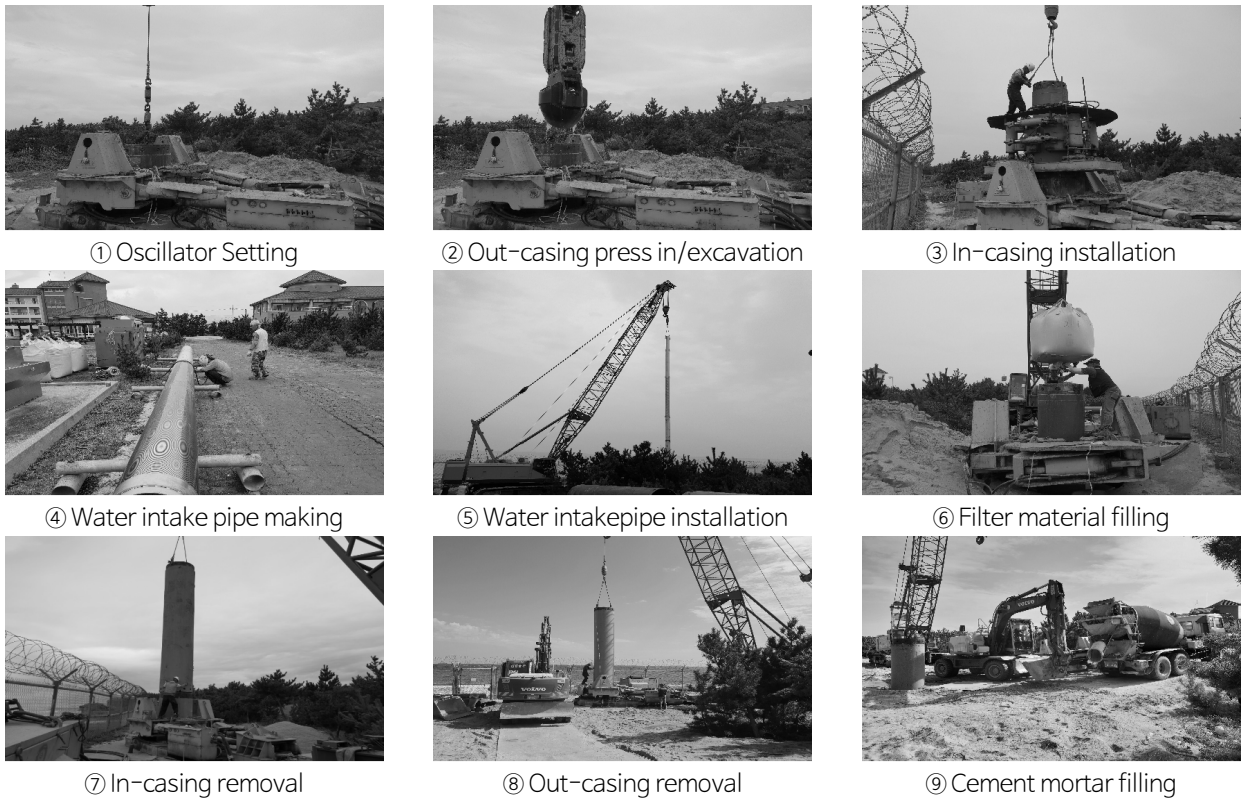 ① Oscillator Setting
② Out-casing press in/excavation
③ In-casing installation
④ Water intake pipe making
⑤ Water intakepipe installation
⑥ Filter material filling
⑦ In-casing removal
VOLVO
⑧ Out-casing removal
VOLVO
⑨ Cement mortar filling